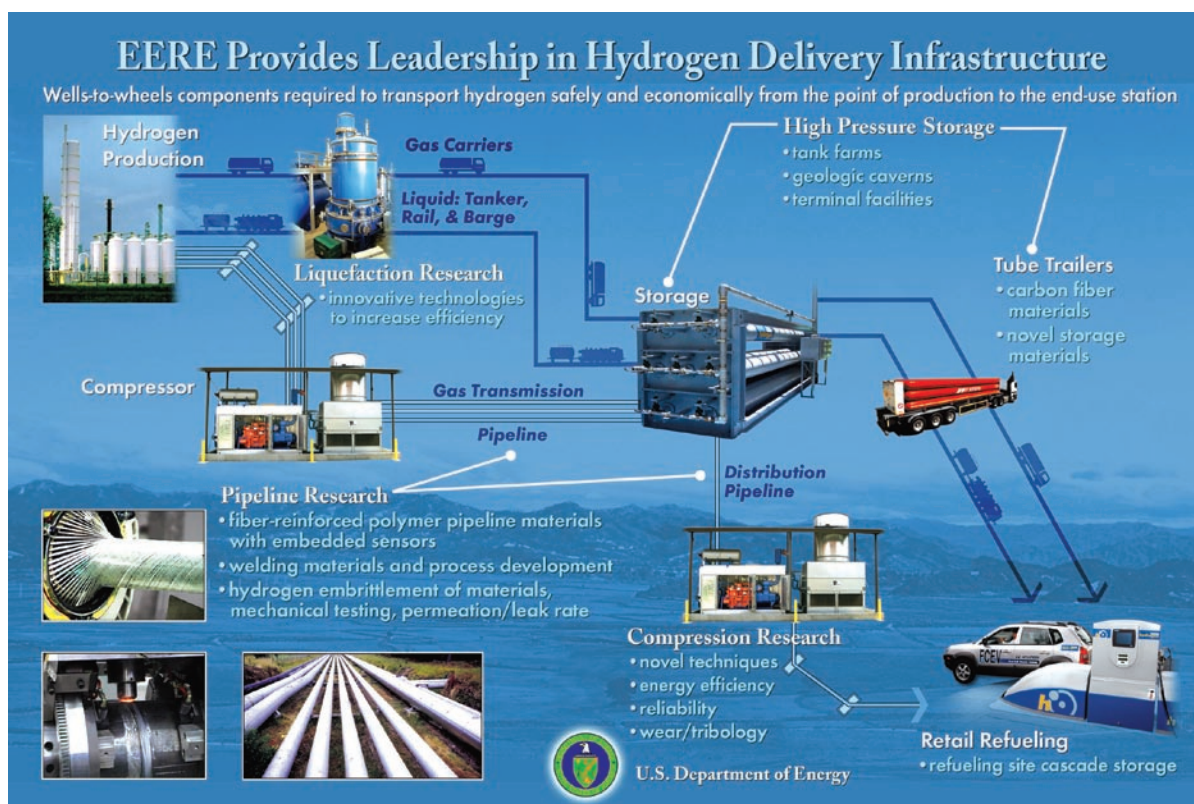 EERE Provides Leadership in Hydrogen Delivery Infrastructure
Wells-to-wheels components required to transport hydrogen safely and economically from the point of production to the end-use station
Hydrogen
Production
Gas Carriers
Liquid: Tanker,
Rail, & Barge
High Pressure Storage
•tank farms
•geologic caverns
•terminal facilities
Liquefaction Research
•innovative technologies
to increase efficiency
Storage
Tube Trailers
•carbon fiber
materials
•novel storage
materials
Compressor
Gas Transmission
Pipeline
Distribution
Pipeline
Pipeline Research
•fiber-reinforced polymer pipeline materials
with embedded sensors
•welding materials and process development
•hydrogen embrittlement of materials,
mechanical testing, permeation/leak rate
Compression Research
•novel techniques
•energy efficiency
•reliability
•wear/tribology
FCEV
h
Retail Refueling
•refueling site cascade storage
U.S. Department of Energy